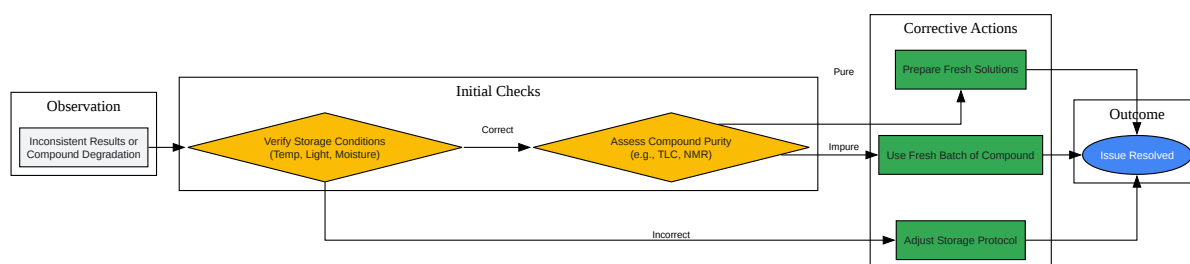 Observation
Inconsistent Results or
Compound Degradation
Initial Checks
Verify Storage Conditions
(Temp, Light, Moisture)
Correct
Assess Compound Purity
(e.g., TLC, NMR)
Pure
Impure
Incorrect
Corrective Actions
Prepare Fresh Solutions
Use Fresh Batch of Compound
Adjust Storage Protocol
Outcome
Issue Resolved